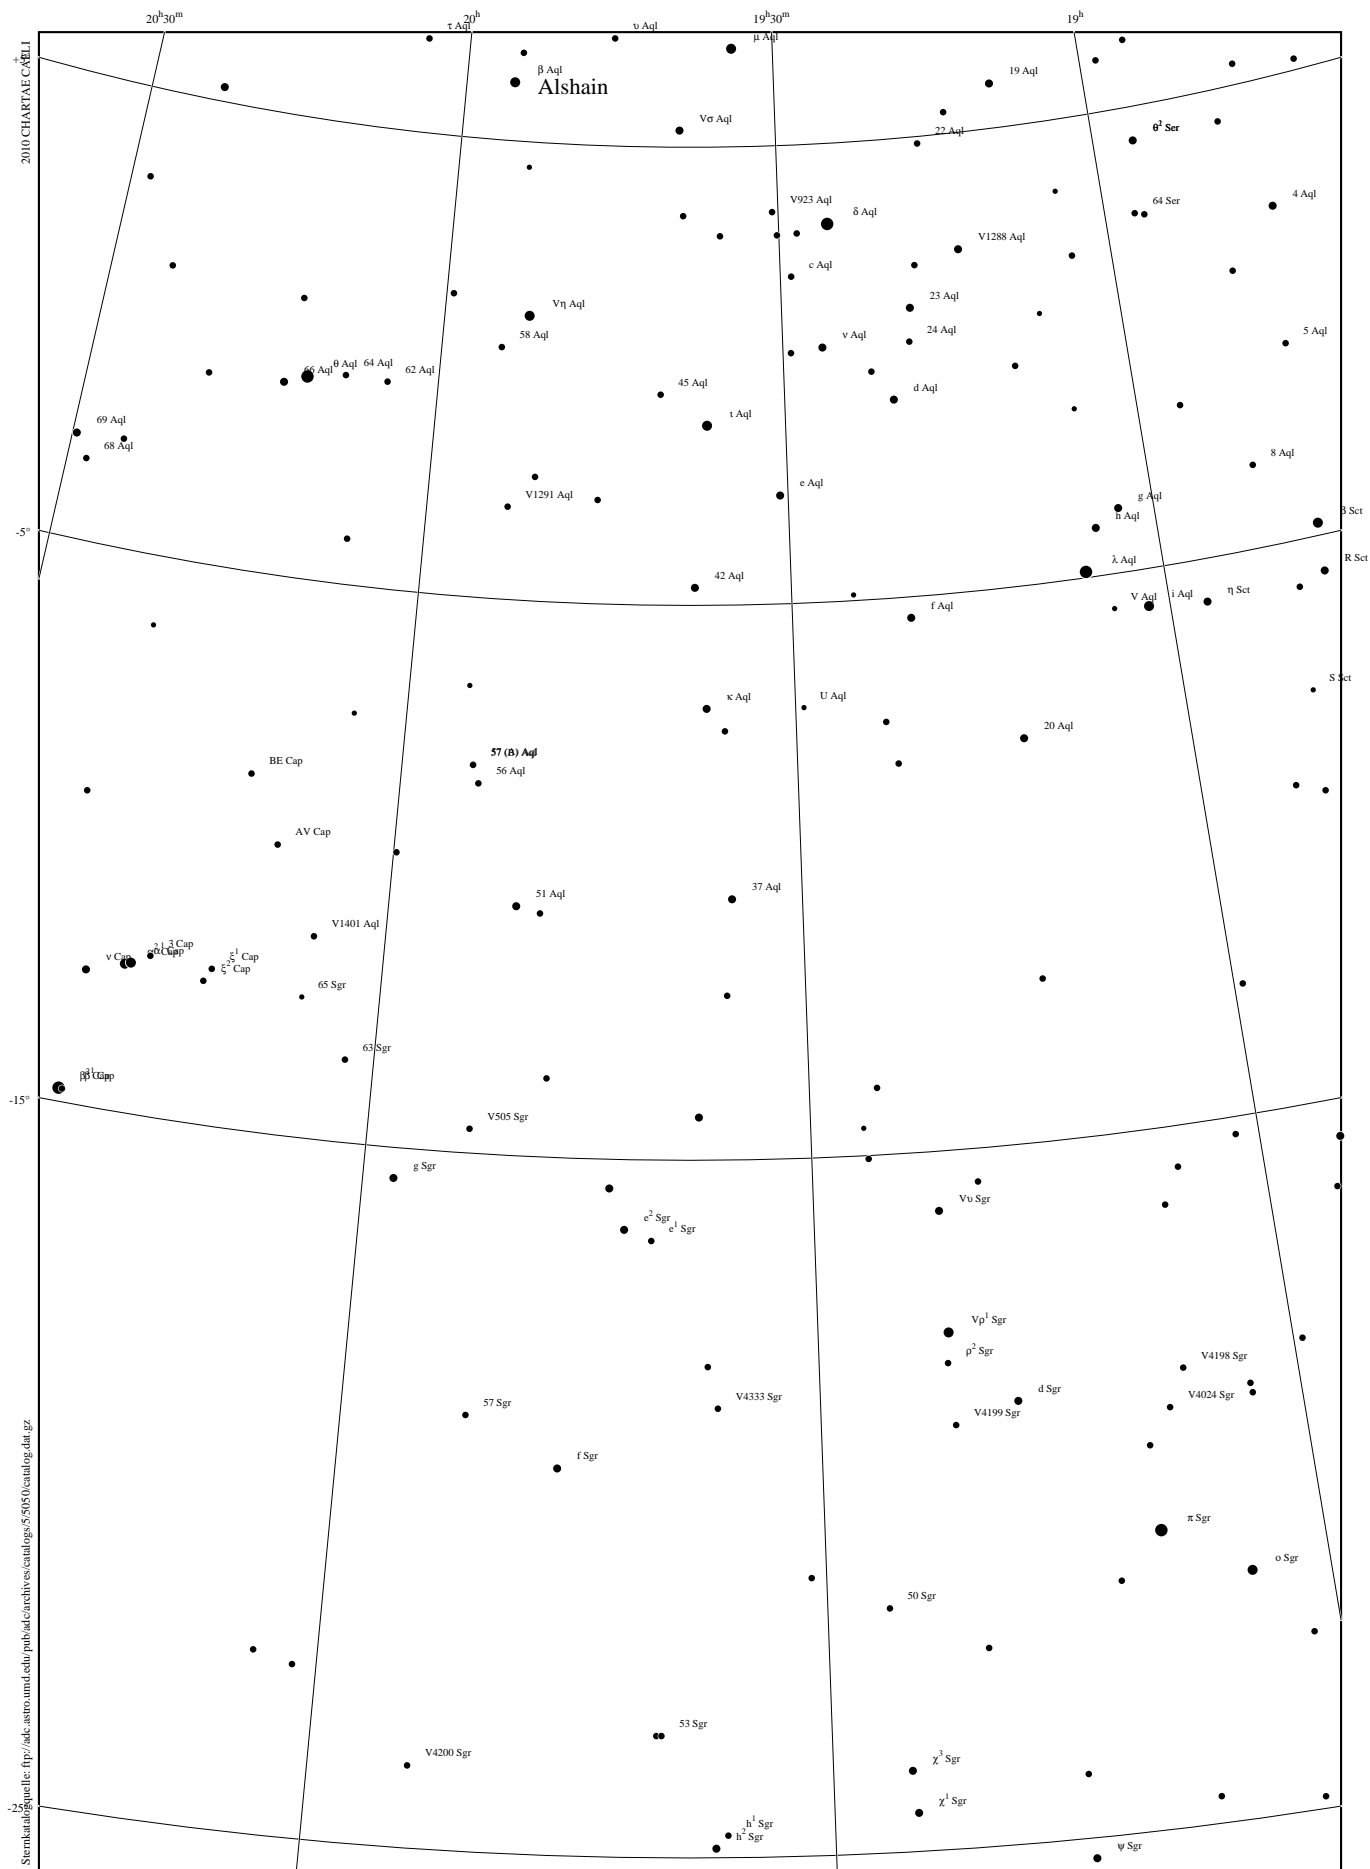 20h30m
20h
19h30m
19h
τ Aql
υ Aql
μ Aql
2010 CHARTAE CAELI
β Aql
Alshain
19 Aql
Vσ Aql
22 Aql
θ2 Ser
V923 Aql
δ Aql
64 Ser
4 Aql
V1288 Aql
c Aql
Vη Aql
23 Aql
58 Aql
ν Aql
24 Aql
5 Aql
66 Aql
θ Aql
64 Aql
62 Aql
45 Aql
d Aql
69 Aql
ι Aql
68 Aql
8 Aql
e Aql
V1291 Aql
g Aql
h Aql
β Sct
-5°
R Sct
λ Aql
42 Aql
f Aql
V Aql
i Aql
η Sct
S Sct
κ Aql
U Aql
20 Aql
57 (A) Aql
BE Cap
56 Aql
AV Cap
51 Aql
37 Aql
V1401 Aql
3 Cap
ν Cap
ξ1 Cap
ξ2 Cap
65 Sgr
63 Sgr
-15°
V505 Sgr
g Sgr
e2 Sgr
e1 Sgr
Vυ Sgr
Vρ1 Sgr
ρ2 Sgr
V4198 Sgr
d Sgr
57 Sgr
V4333 Sgr
V4024 Sgr
V4199 Sgr
f Sgr
π Sgr
ο Sgr
50 Sgr
53 Sgr
V4200 Sgr
χ3 Sgr
χ1 Sgr
-25°
h1 Sgr
h2 Sgr
ψ Sgr
Sternkatalogquelle: ftp://adc.astro.umd.edu/pub/adc/archives/catalogs/5/5050/catalog.dat.gz